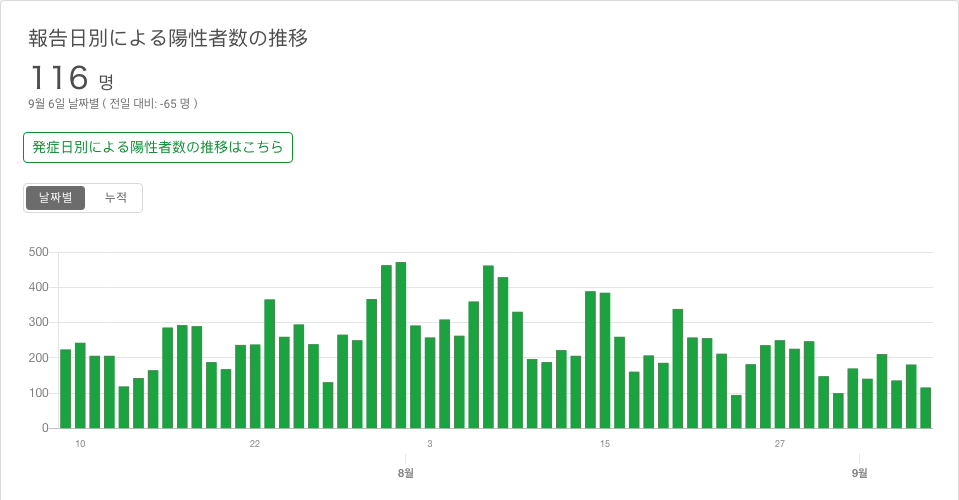 報告日別による陽性者数の推移
116 명
9월 6일 날짜별 ( 전일 대비: -65 명 )
発症日別による陽性者数の推移はこちら
날짜별 누적
500
400
300
200
100
0
10 22 3 15 27
8월 9월